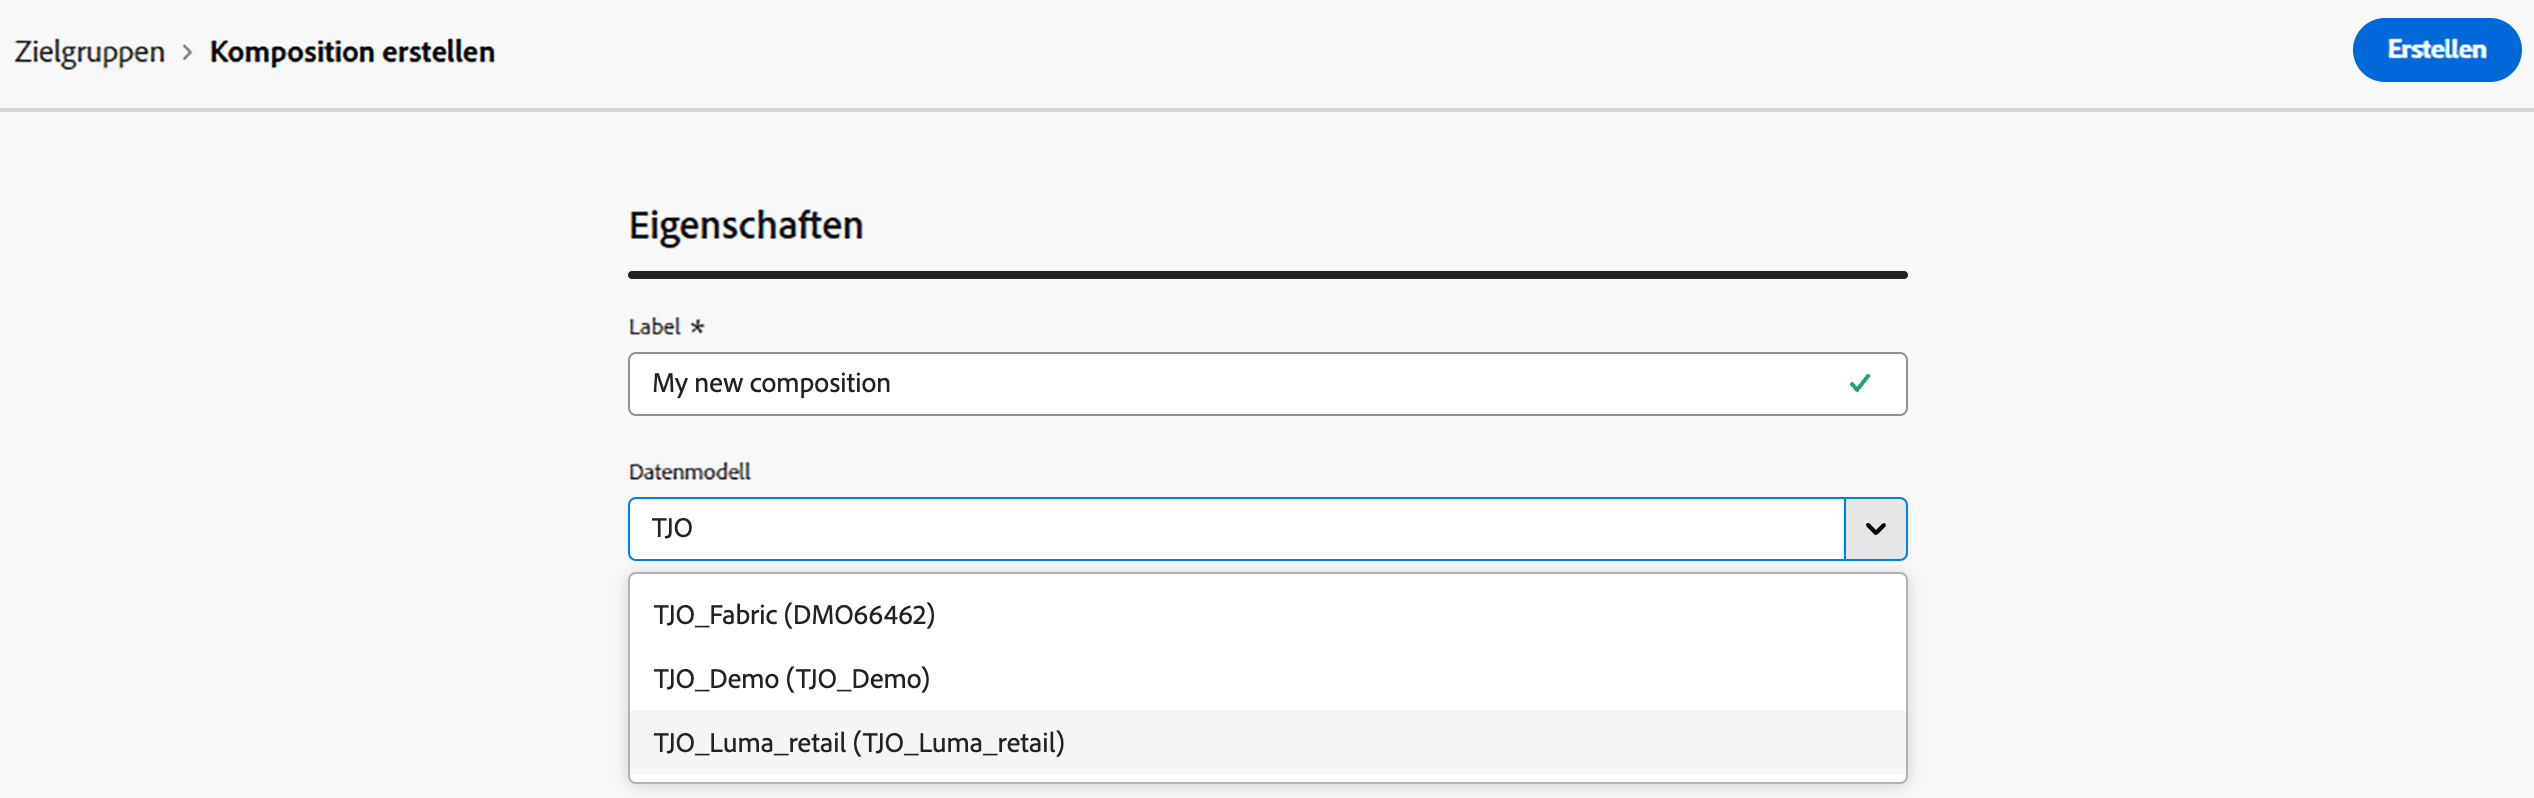 Zielgruppen > Komposition erstellen
Erstellen
Eigenschaften
Label *
My new composition
Datenmodell
TJO
TJO_Fabric (DMO66462)
TJO_Demo (TJO_Demo)
TJO_Luma_retail (TJO_Luma_retail)